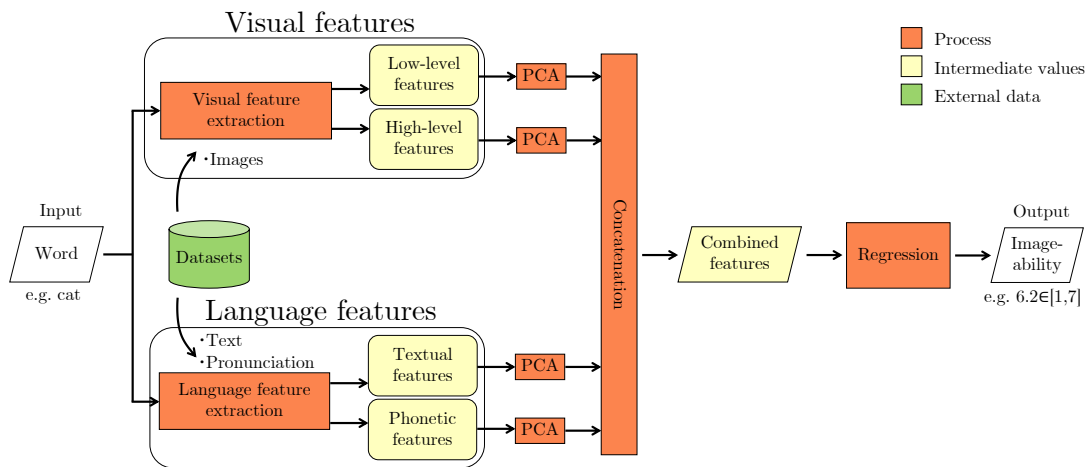 Visual features
Process
Intermediate values
External data
Low-level
features
PCA
Visual feature
extraction
High-level
features
PCA
·Images
Input
Word
e.g. cat
Datasets
Concatenation
Combined
features
Regression
Output
Image-
ability
e.g. 6.2∈[1,7]
Language features
·Text
·Pronunciation
Textual
features
PCA
Language feature
extraction
Phonetic
features
PCA